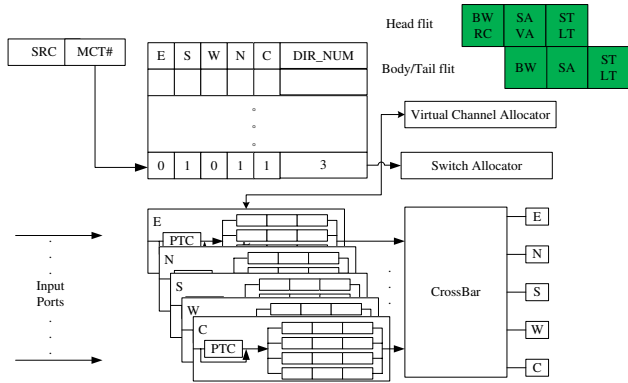 Head flit BW SA ST
RC VA LT
Body/Tail flit BW SA ST
LT
SRC MCT#
E S W N C DIR_NUM
0 1 0 1 1 3
Virtual Channel Allocator
Switch Allocator
E
PTC
N
S
W
C
PTC
Input
Ports
CrossBar
E
N
S
W
C